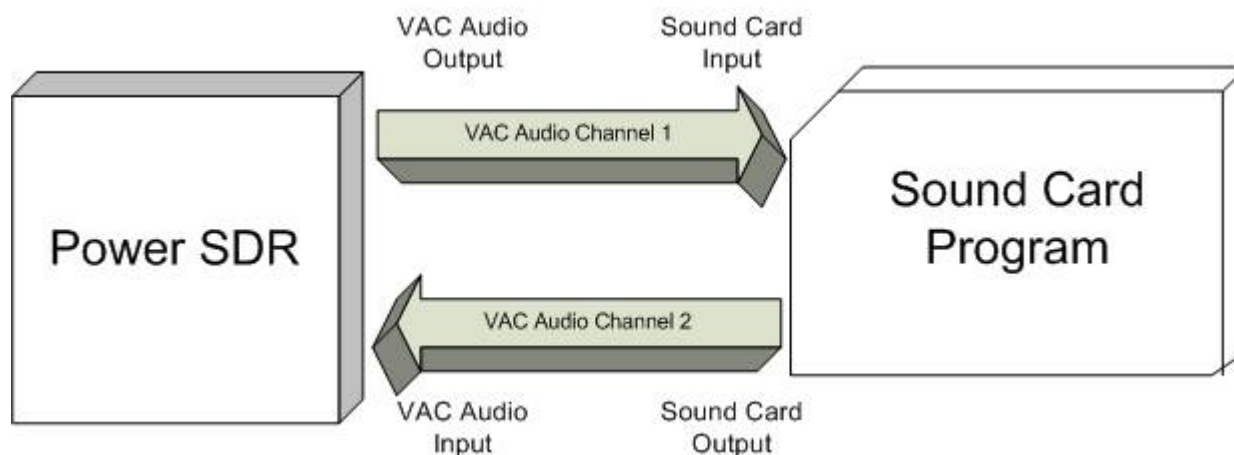 VAC Audio
Output
Sound Card
Input
VAC Audio Channel 1
Power SDR
Sound Card
Program
VAC Audio Channel 2
VAC Audio
Input
Sound Card
Output